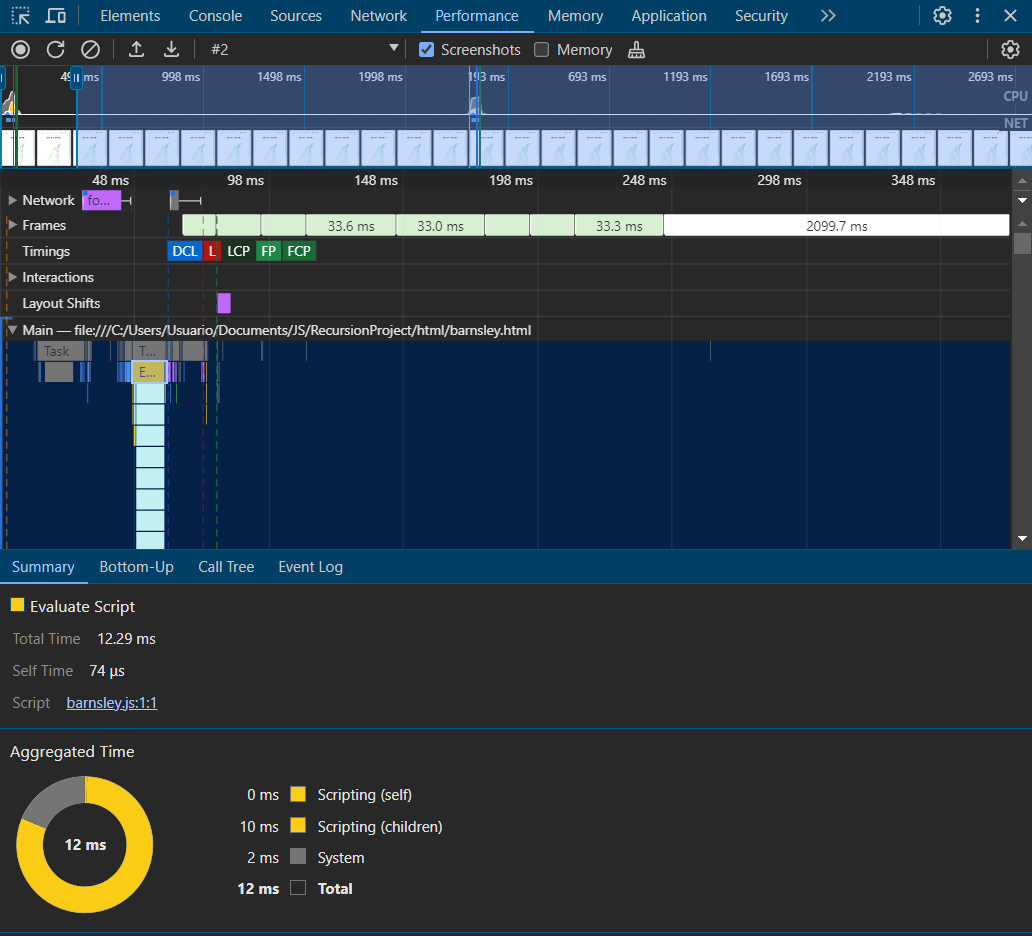 Elements Console Sources Network Performance Memory Application Security
#2 Screenshots Memory
998 ms 1498 ms 1998 ms 193 ms 693 ms 1193 ms 1693 ms 2193 ms 2693 ms
CPU
NET
48 ms 98 ms 148 ms 198 ms 248 ms 298 ms 348 ms
Network fo...
Frames 33.6 ms 33.0 ms 33.3 ms 2099.7 ms
Timings DCL L LCP FP FCP
Interactions
Layout Shifts
Main — file:///C:/Users/Usuario/Documents/JS/RecursionProject/html/barnsley.html
Task T...
E...
Summary Bottom-Up Call Tree Event Log
Evaluate Script
Total Time 12.29 ms
Self Time 74 μs
Script barnsley.js:1:1
Aggregated Time
0 ms Scripting (self)
10 ms Scripting (children)
12 ms
2 ms System
12 ms Total